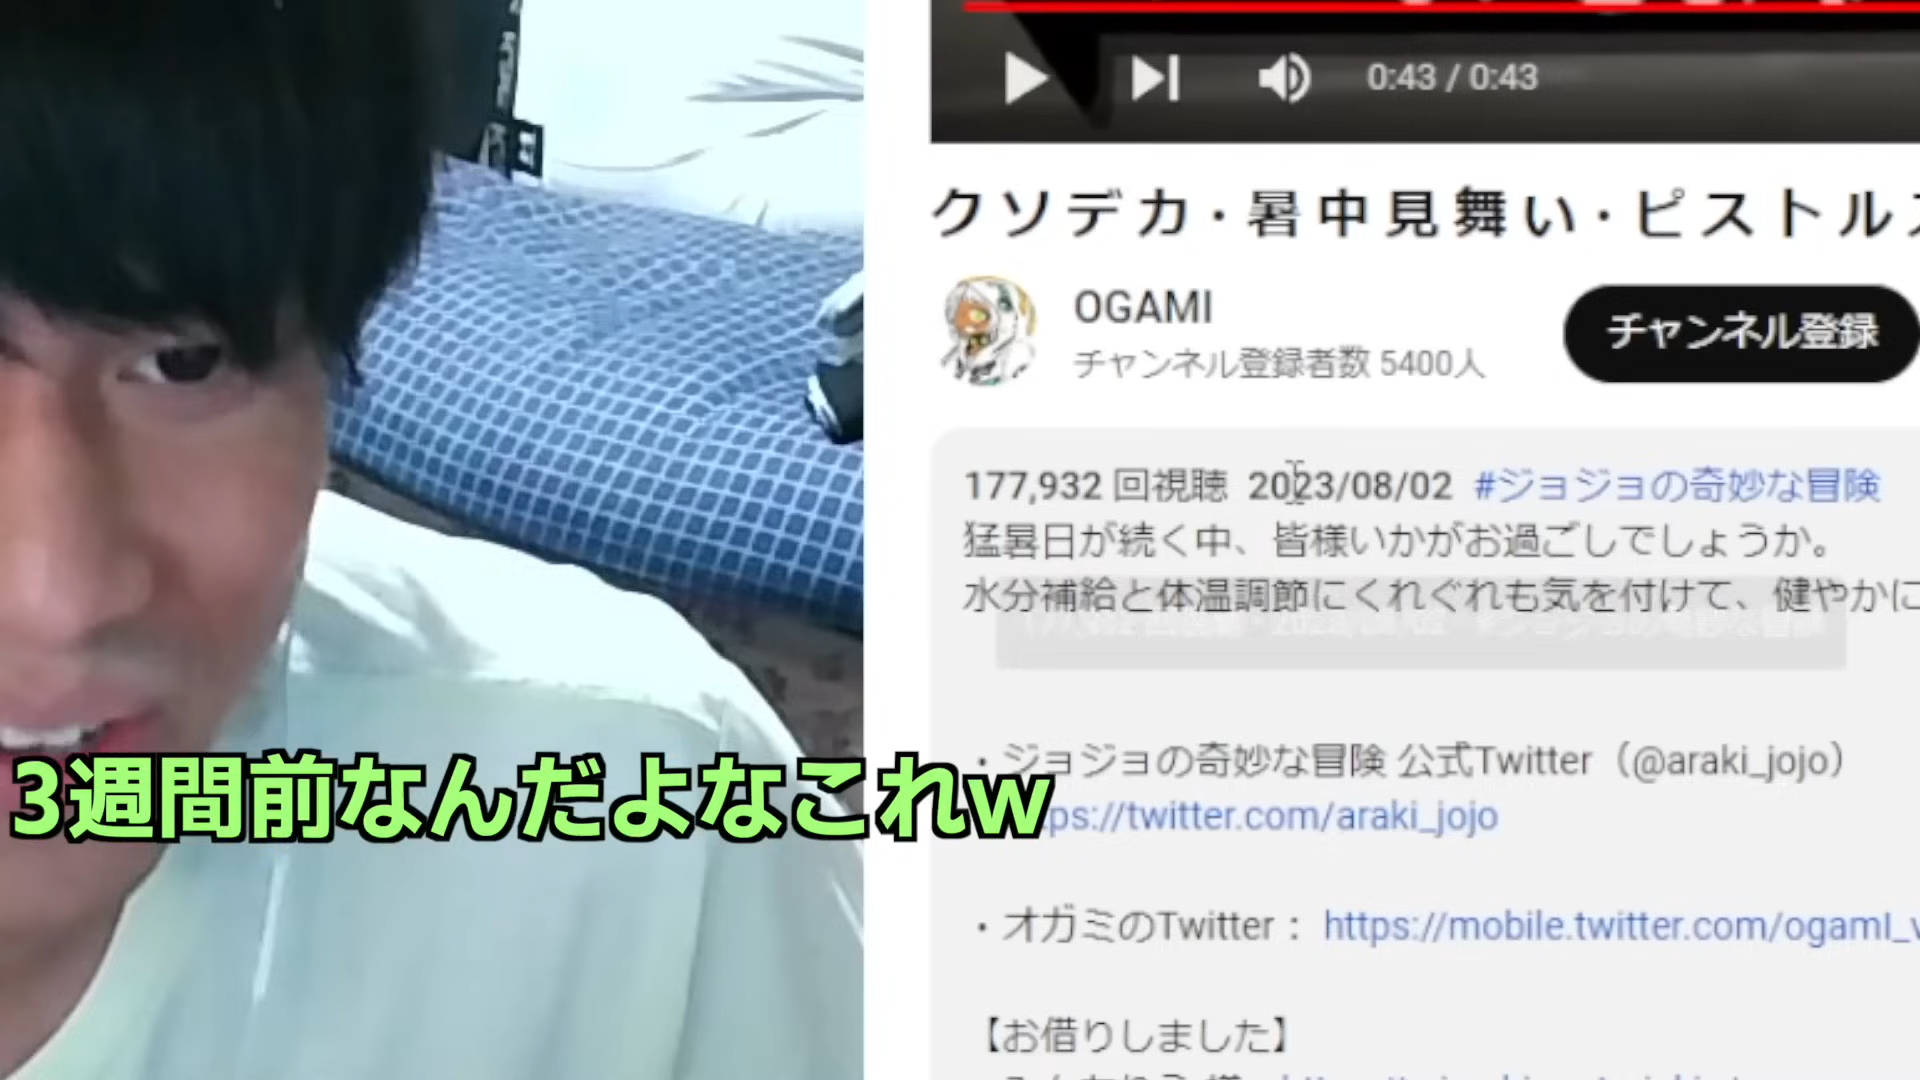 0:43 / 0:43
クソデカ・暑中見舞い・ピストル
OGAMI
チャンネル登録者数 5400人
チャンネル登録
177,932 回視聴 2023/08/02 #ジョジョの奇妙な冒険
猛暑日が続く中、皆様いかがお過ごしでしょうか。
水分補給と体温調節にくれぐれも気を付けて、健やかに
・ジョジョの奇妙な冒険 公式Twitter（@araki_jojo）
ps://twitter.com/araki_jojo
3週間前なんだよなこれw
・オガミのTwitter： https://mobile.twitter.com/ogamI_v
【お借りしました】